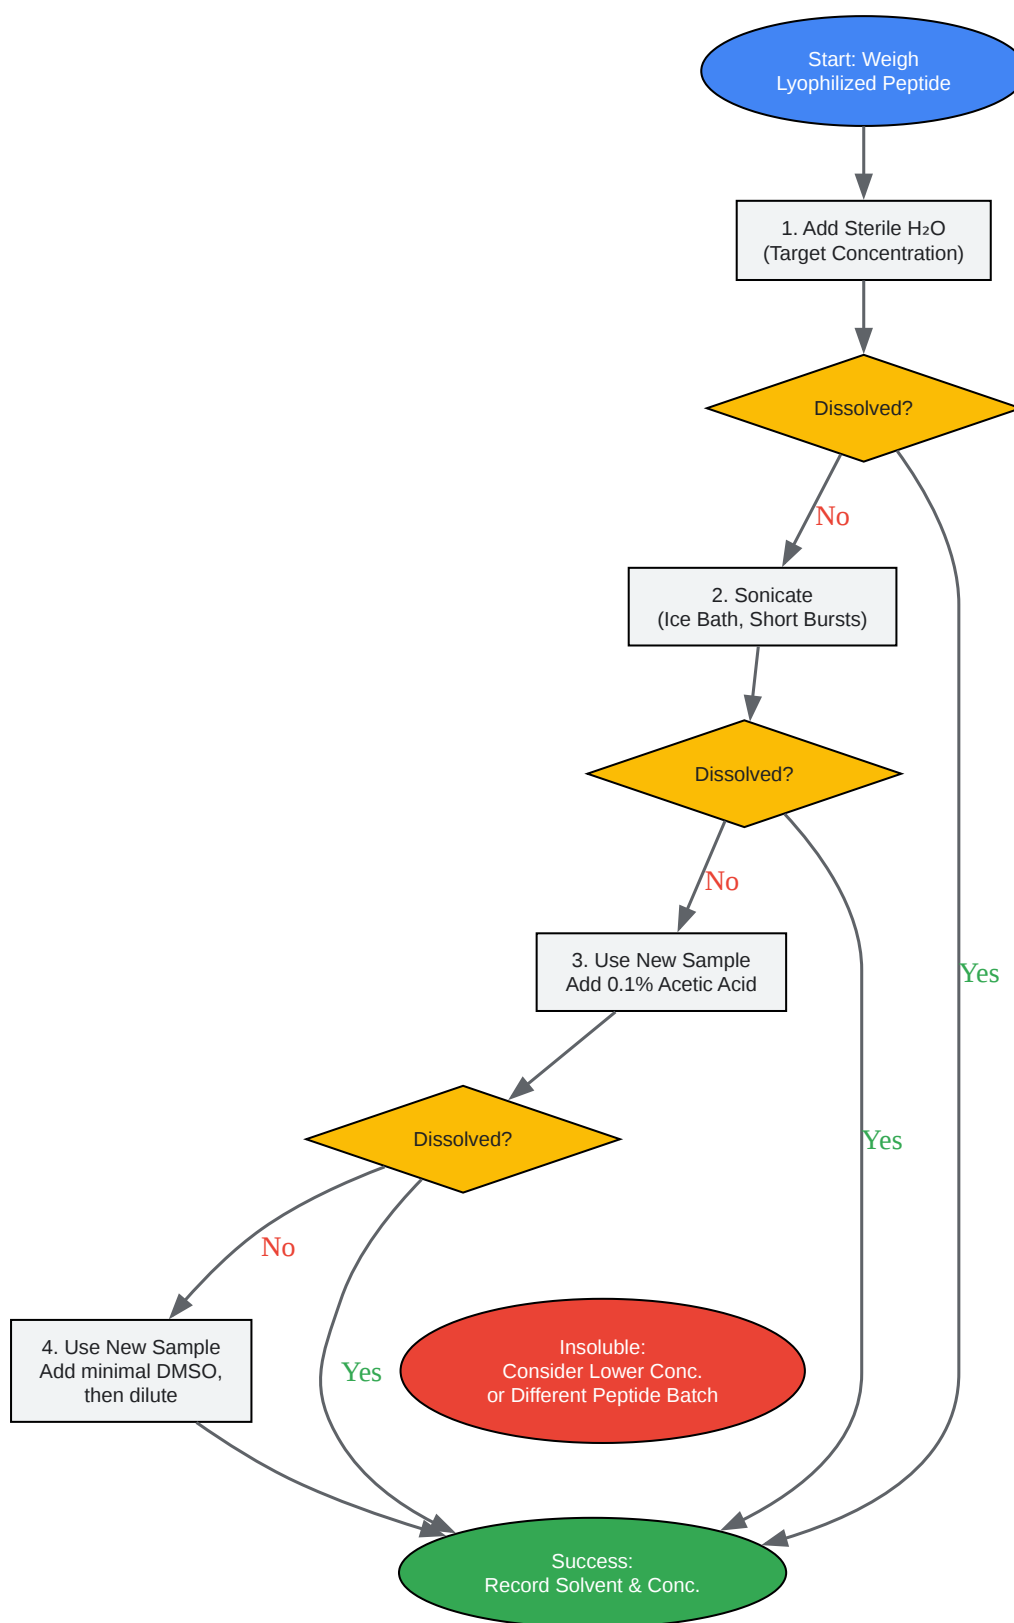 Start: Weigh
Lyophilized Peptide
1. Add Sterile H₂O
(Target Concentration)
Dissolved?
No
2. Sonicate
(Ice Bath, Short Bursts)
Dissolved?
No
3. Use New Sample
Add 0.1% Acetic Acid
Yes
Dissolved?
Yes
No
4. Use New Sample
Add minimal DMSO,
then dilute
Yes
Insoluble:
Consider Lower Conc.
or Different Peptide Batch
Success:
Record Solvent & Conc.